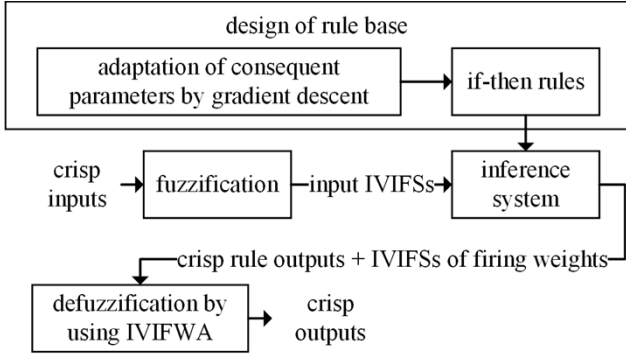 design of rule base
adaptation of consequent
parameters by gradient descent
if-then rules
crisp
inputs
fuzzification
input IVIFSs
inference
system
crisp rule outputs + IVIFSs of firing weights
defuzzification by
using IVIFWA
crisp
outputs